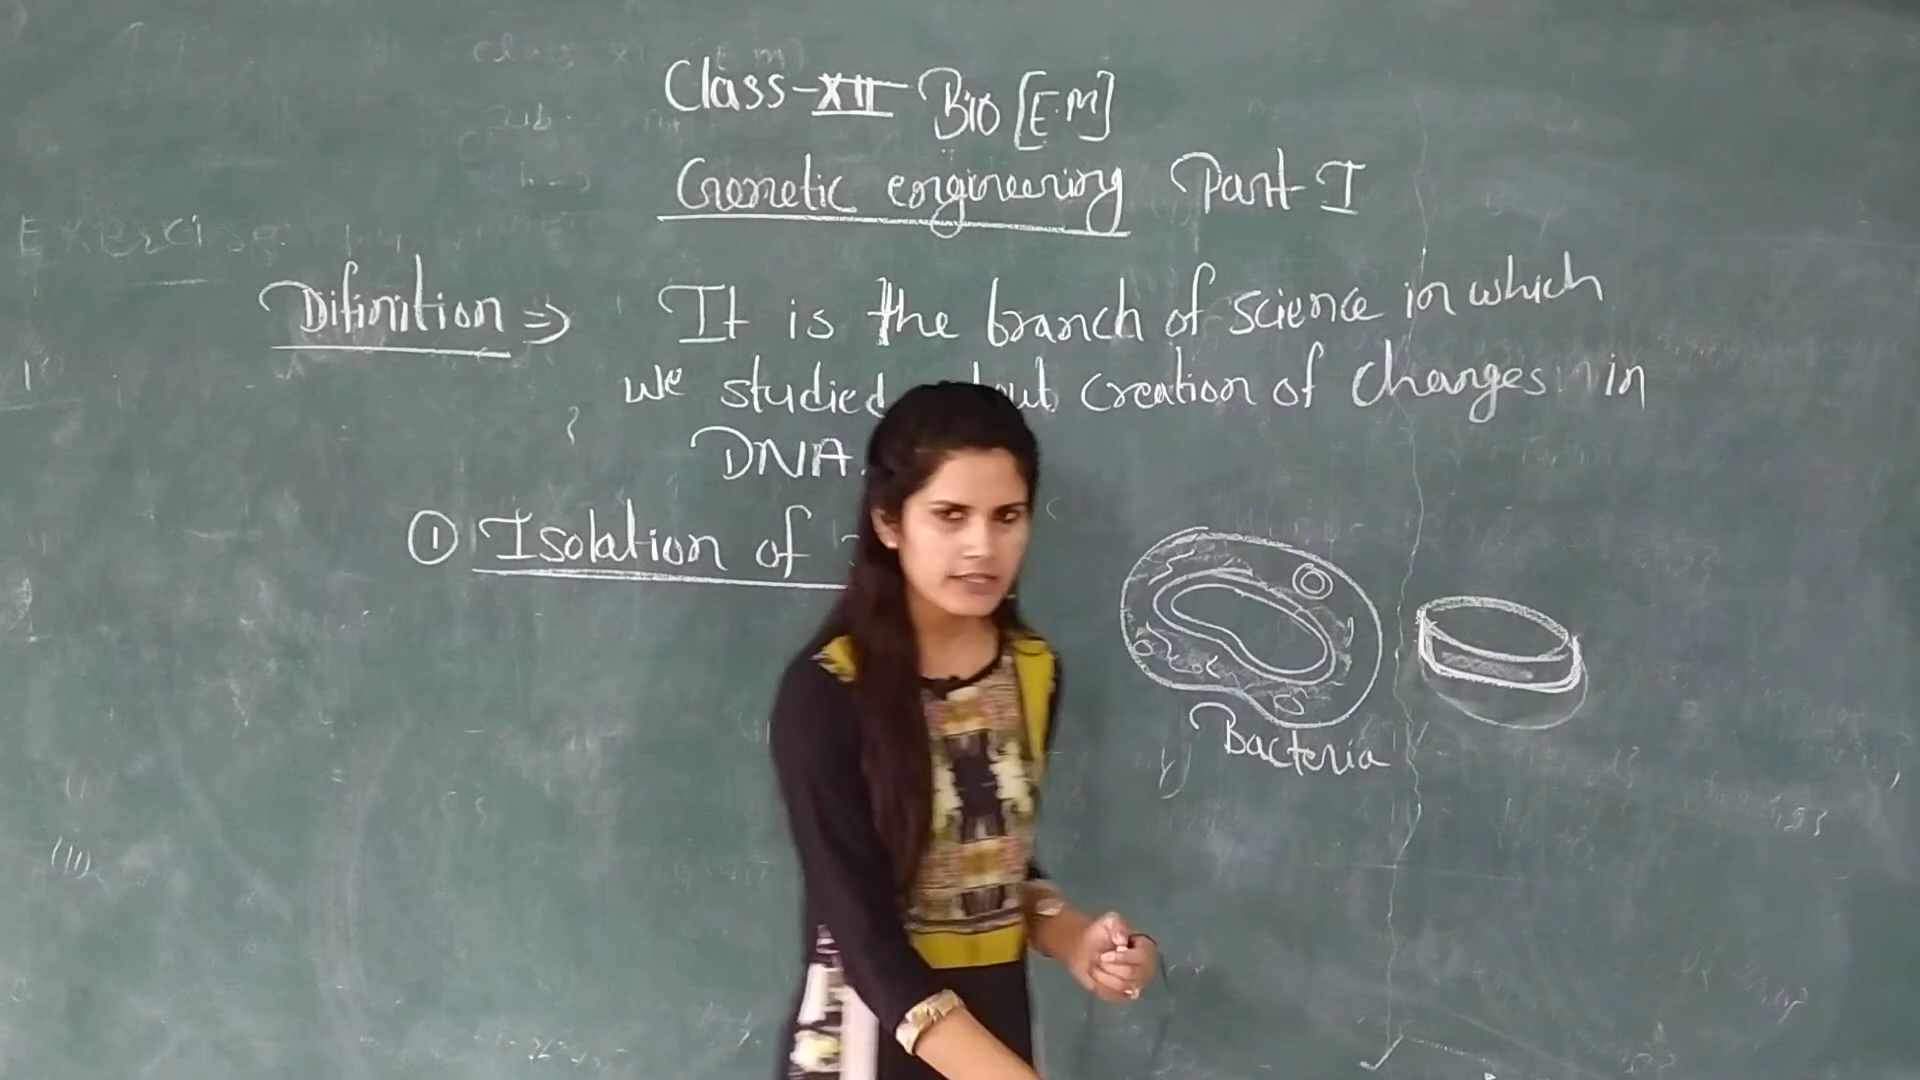 Class-XII Bio [E.M]
Genetic engineering Part-I
Difinition ⇒ It is the branch of science in which
we studied creation of changes in
DNA.
① Isolation of
Bacteria